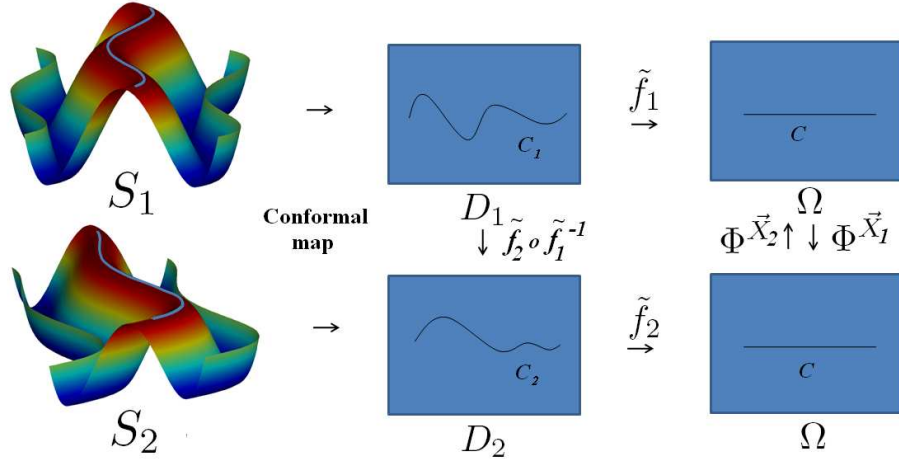 S₁
Conformal
map
C₁
D₁
f̃₁
C
Ω
f̃₂ o f̃₁⁻¹
Φ^X⃗₂ Φ^X⃗₁
S₂
C₂
D₂
f̃₂
C
Ω